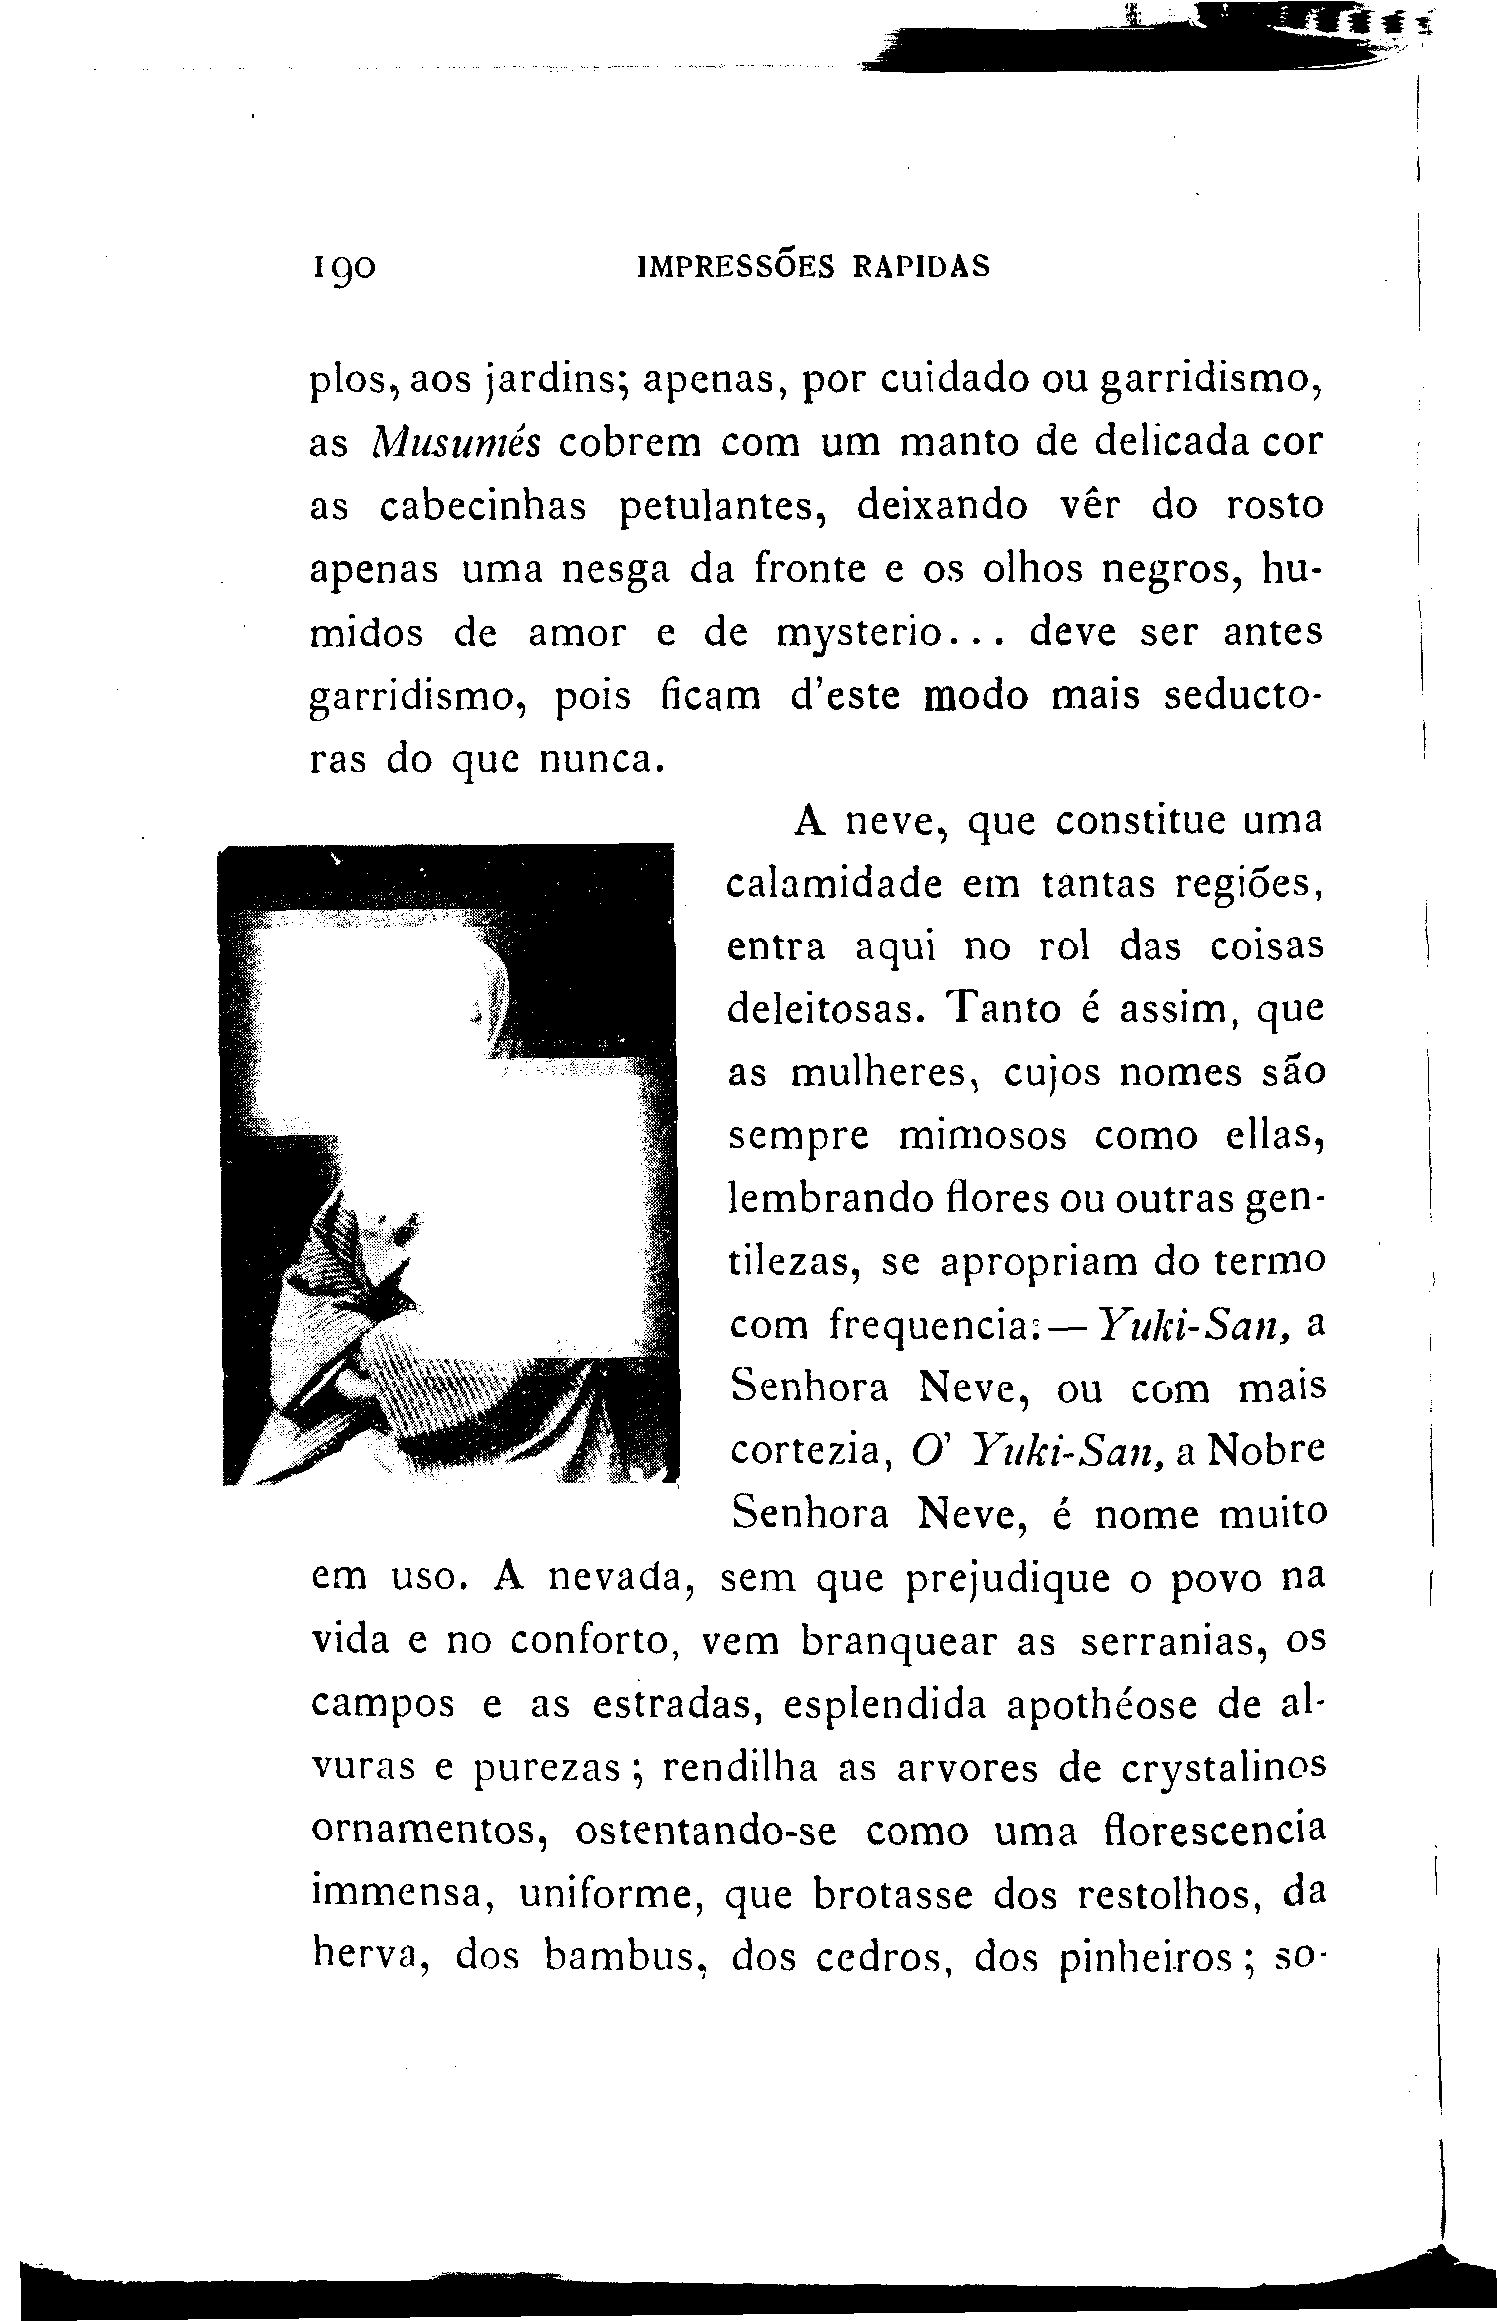 190 IMPRESSÕES RAPIDAS
plos, aos jardins; apenas, por cuidado ou garridismo,
as Musumés cobrem com um manto de delicada cor
as cabecinhas petulantes, deixando vêr do rosto
apenas uma nesga da fronte e os olhos negros, hu-
midos de amor e de mysterio... deve ser antes
garridismo, pois ficam d'este modo mais seducto-
ras do que nunca.
A neve, que constitue uma
calamidade em tantas regiões,
entra aqui no rol das coisas
deleitosas. Tanto é assim, que
as mulheres, cujos nomes são
sempre mimosos como ellas,
lembrando flores ou outras gen-
tilezas, se apropriam do termo
com frequencia:—Yuki-San, a
Senhora Neve, ou com mais
cortezia, O' Yuki-San, a Nobre
Senhora Neve, é nome muito
em uso. A nevada, sem que prejudique o povo na
vida e no conforto, vem branquear as serranias, os
campos e as estradas, esplendida apothéose de al-
vuras e purezas; rendilha as arvores de crystalinos
ornamentos, ostentando-se como uma florescencia
immensa, uniforme, que brotasse dos restolhos, da
herva, dos bambus, dos cedros, dos pinheiros; so-